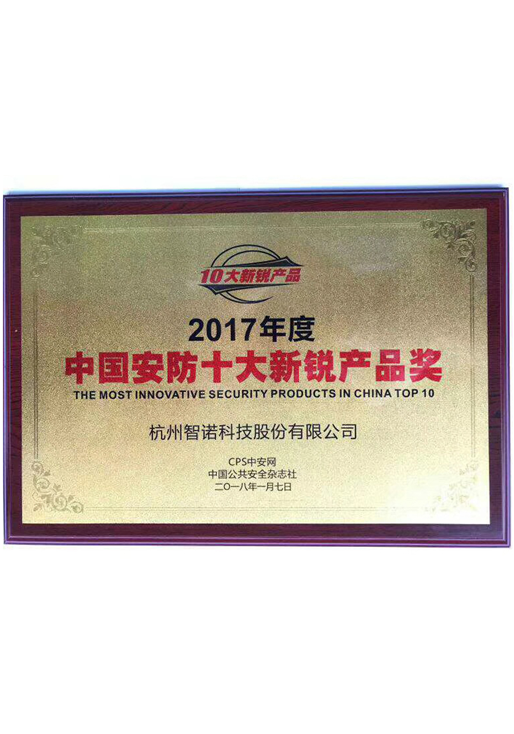 10大新锐产品
2017年度
中国安防十大新锐产品奖
THE MOST INNOVATIVE SECURITY PRODUCTS IN CHINA TOP 10
杭州智诺科技股份有限公司
CPS中安网
中国公共安全杂志社
二〇一八年一月七日